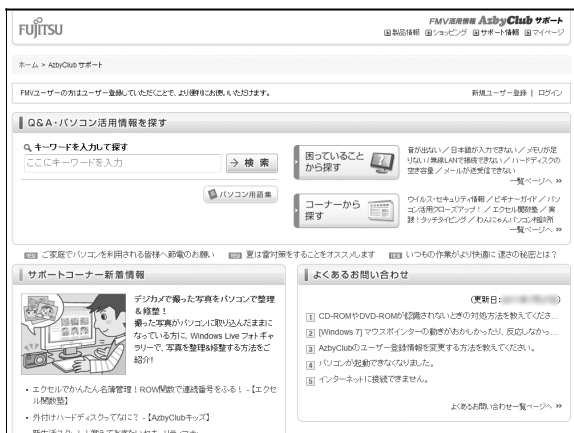 FUJITSU
FMV活用情報 AzbyClub サポート
製品情報 ショッピング サポート情報 マイページ
ホーム > AzbyClub サポート
FMVユーザーの方はユーザー登録していただくことで、より便利にお使いいただけます。
新規ユーザー登録 | ログイン
Q&A・パソコン活用情報を探す
キーワードを入力して探す
ここにキーワードを入力
→ 検 索
パソコン用語集
困っていること
から探す
音が出ない／日本語が入力できない／メモリが足
りない／無線LANで接続できない／ハードディスクの
空き容量／メールが送受信できない
一覧ページへ »
コーナーから
探す
ウイルス・セキュリティ情報／ビギナーガイド／パソ
コン活用クローズアップ！／エクセル関数塾／実
践！タッチタイピング／わんにゃんパソコン相談所
一覧ページへ »
ご家庭でパソコンを利用される皆様へ節電のお願い
夏は雷対策をすることをオススメします
いつもの作業がより快適に 速さの秘密とは？
サポートコーナー新着情報
デジカメで撮った写真をパソコンで整理
＆修整！
撮った写真がパソコンに取り込んだままに
なっている方に、Windows Live フォトギャ
ラリーで、写真を整理&修整する方法をご
紹介!
・エクセルでかんたん名簿管理！ROW関数で連続番号をふる！ -【エクセ
ル関数塾】
・外付けハードディスクってなに？ -【AzbyClubキッズ】
よくあるお問い合わせ
(更新日:
1 CD-ROMやDVD-ROMが認識されないときの対処方法を教えてくださ...
2 [Windows 7] マウスポインターの動きがおかしかったり、反応しなかっ...
3 AzbyClubのユーザー登録情報を変更する方法を教えてください。
4 パソコンが起動できなくなりました。
5 インターネットに接続できません。
よくあるお問い合わせ一覧ページへ »